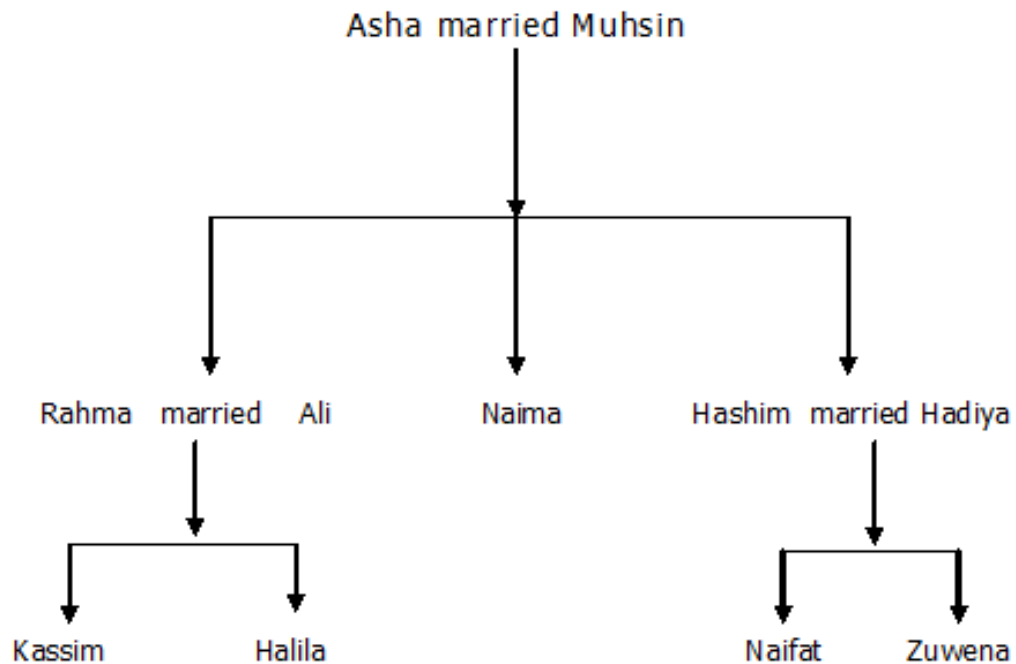 Asha married Muhsin
Rahma married Ali Naima Hashim married Hadiya
Kassim Halila Naifat Zuwena